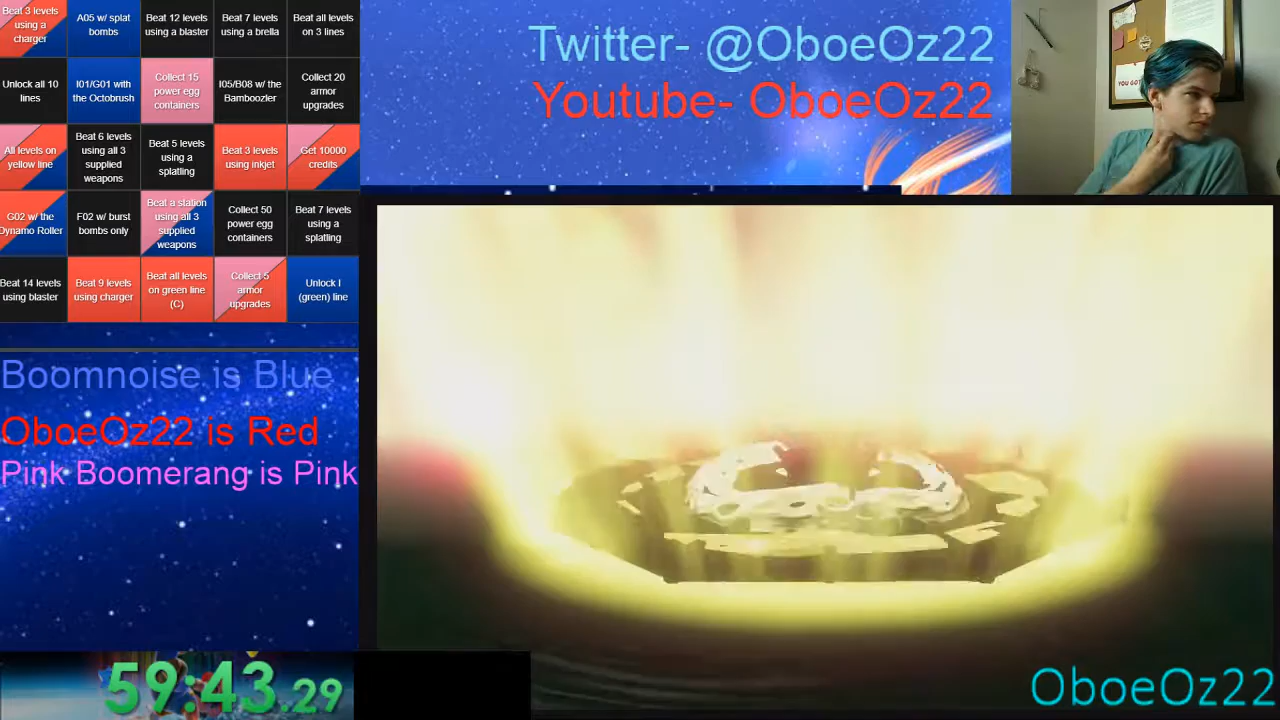 Beat 3 levels
using a
charger
A05 w/ splat
bombs
Beat 12 levels
using a blaster
Beat 7 levels
using a brella
Beat all levels
on 3 lines
Unlock all 10
lines
I01/G01 with
the Octobrush
Collect 15
power egg
containers
I05/B08 w/ the
Bamboozler
Collect 20
armor
upgrades
All levels on
yellow line
Beat 6 levels
using all 3
supplied
weapons
Beat 5 levels
using a
splatling
Beat 3 levels
using inkjet
Get 10000
credits
G02 w/ the
Dynamo Roller
F02 w/ burst
bombs only
Beat a station
using all 3
supplied
weapons
Collect 50
power egg
containers
Beat 7 levels
using a
splatling
Beat 14 levels
using blaster
Beat 9 levels
using charger
Beat all levels
on green line
(C)
Collect 5
armor
upgrades
Unlock I
(green) line
Twitter- @OboeOz22
Youtube- OboeOz22
YOU GOT
Boomnoise is Blue
OboeOz22 is Red
Pink Boomerang is Pink
59:43.29
OboeOz22